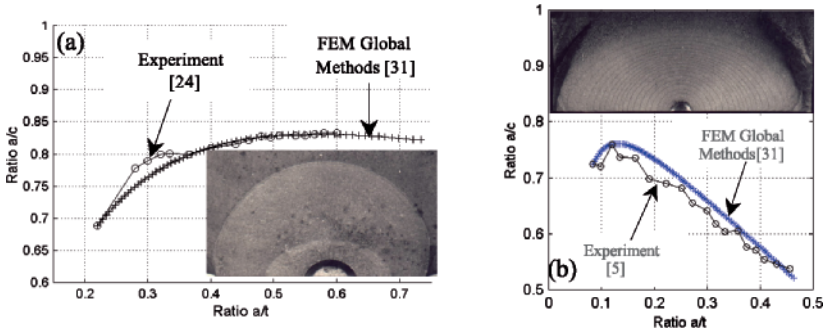 (a)
Experiment
[24]
FEM Global
Methods [31]
Ratio a/c
0.95
0.9
0.85
0.80
0.75
0.7
0.65
0.6
0.2
0.3
0.4
0.5
0.6
0.7
Ratio a/t
(b)
FEM Global
Methods[31]
Experiment
[5]
Ratio a/c
1
0.9
0.8
0.7
0.6
0.5
0
0.1
0.2
0.3
0.4
0.5
Ratio a/t